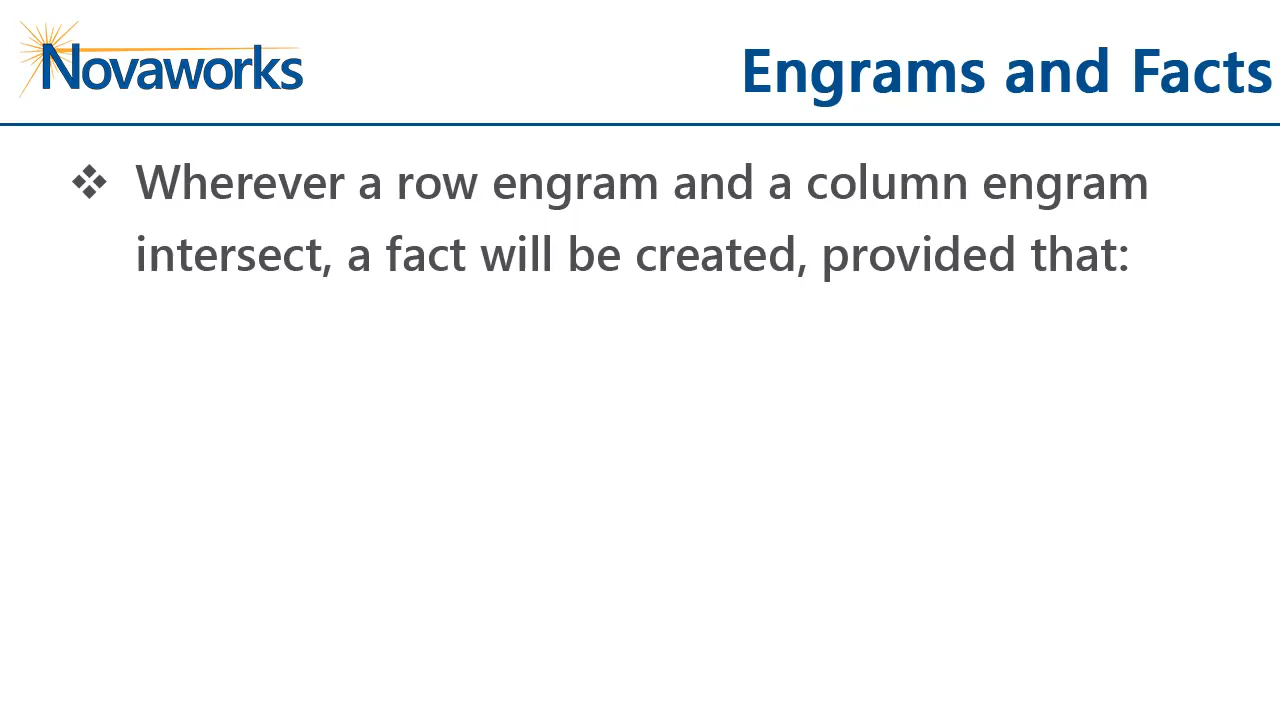 Novaworks
Engrams and Facts
❖ Wherever a row engram and a column engram
intersect, a fact will be created, provided that: